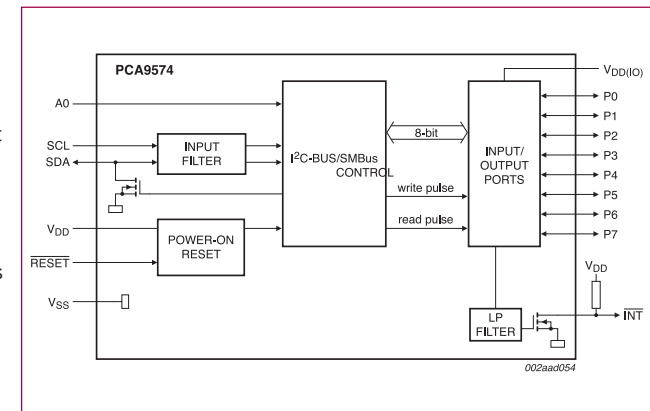 PCA9574
VDD(IO)
A0
P0
P1
SCL
INPUT
FILTER
8-bit
P2
SDA
I²C-BUS/SMBus
CONTROL
INPUT/
OUTPUT
PORTS
P3
P4
write pulse
P5
P6
VDD
POWER-ON
RESET
read pulse
P7
RESET
VDD
VSS
LP
FILTER
INT
002aad054
t
s